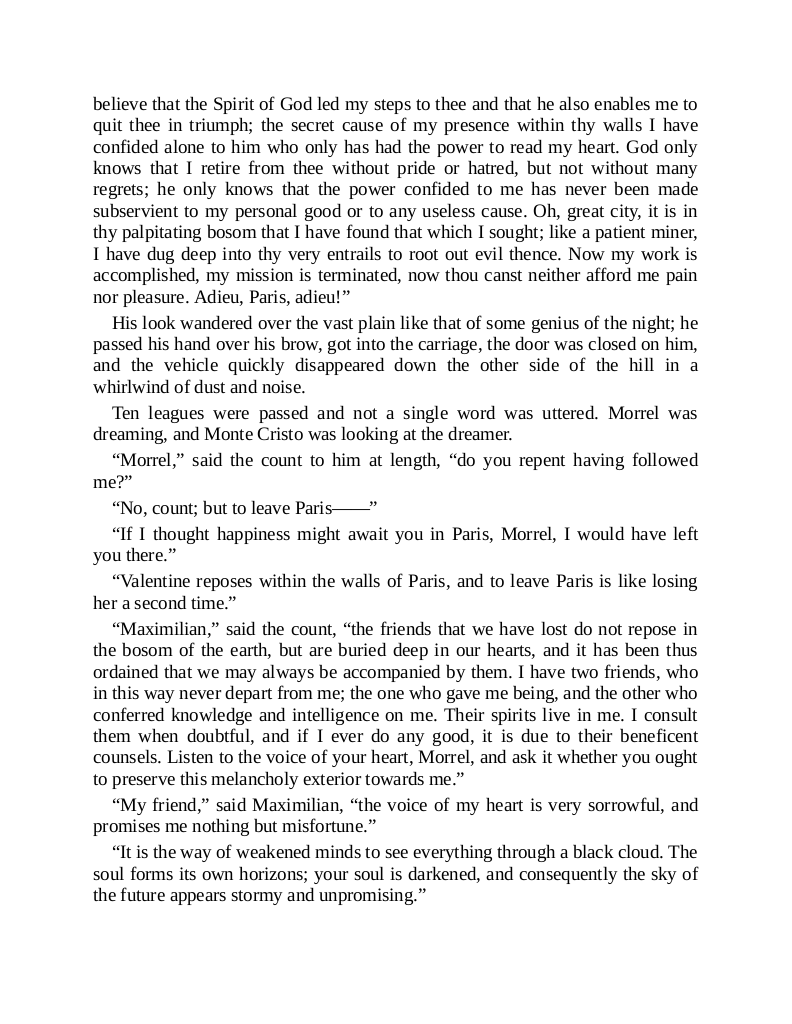 believe that the Spirit of God led my steps to thee and that he also enables me to
quit thee in triumph; the secret cause of my presence within thy walls I have
confided alone to him who only has had the power to read my heart. God only
knows that I retire from thee without pride or hatred, but not without many
regrets; he only knows that the power confided to me has never been made
subservient to my personal good or to any useless cause. Oh, great city, it is in
thy palpitating bosom that I have found that which I sought; like a patient miner,
I have dug deep into thy very entrails to root out evil thence. Now my work is
accomplished, my mission is terminated, now thou canst neither afford me pain
nor pleasure. Adieu, Paris, adieu!”
His look wandered over the vast plain like that of some genius of the night; he
passed his hand over his brow, got into the carriage, the door was closed on him,
and the vehicle quickly disappeared down the other side of the hill in a
whirlwind of dust and noise.
Ten leagues were passed and not a single word was uttered. Morrel was
dreaming, and Monte Cristo was looking at the dreamer.
“Morrel,” said the count to him at length, “do you repent having followed
me?”
“No, count; but to leave Paris——”
“If I thought happiness might await you in Paris, Morrel, I would have left
you there.”
“Valentine reposes within the walls of Paris, and to leave Paris is like losing
her a second time.”
“Maximilian,” said the count, “the friends that we have lost do not repose in
the bosom of the earth, but are buried deep in our hearts, and it has been thus
ordained that we may always be accompanied by them. I have two friends, who
in this way never depart from me; the one who gave me being, and the other who
conferred knowledge and intelligence on me. Their spirits live in me. I consult
them when doubtful, and if I ever do any good, it is due to their beneficent
counsels. Listen to the voice of your heart, Morrel, and ask it whether you ought
to preserve this melancholy exterior towards me.”
“My friend,” said Maximilian, “the voice of my heart is very sorrowful, and
promises me nothing but misfortune.”
“It is the way of weakened minds to see everything through a black cloud. The
soul forms its own horizons; your soul is darkened, and consequently the sky of
the future appears stormy and unpromising.”